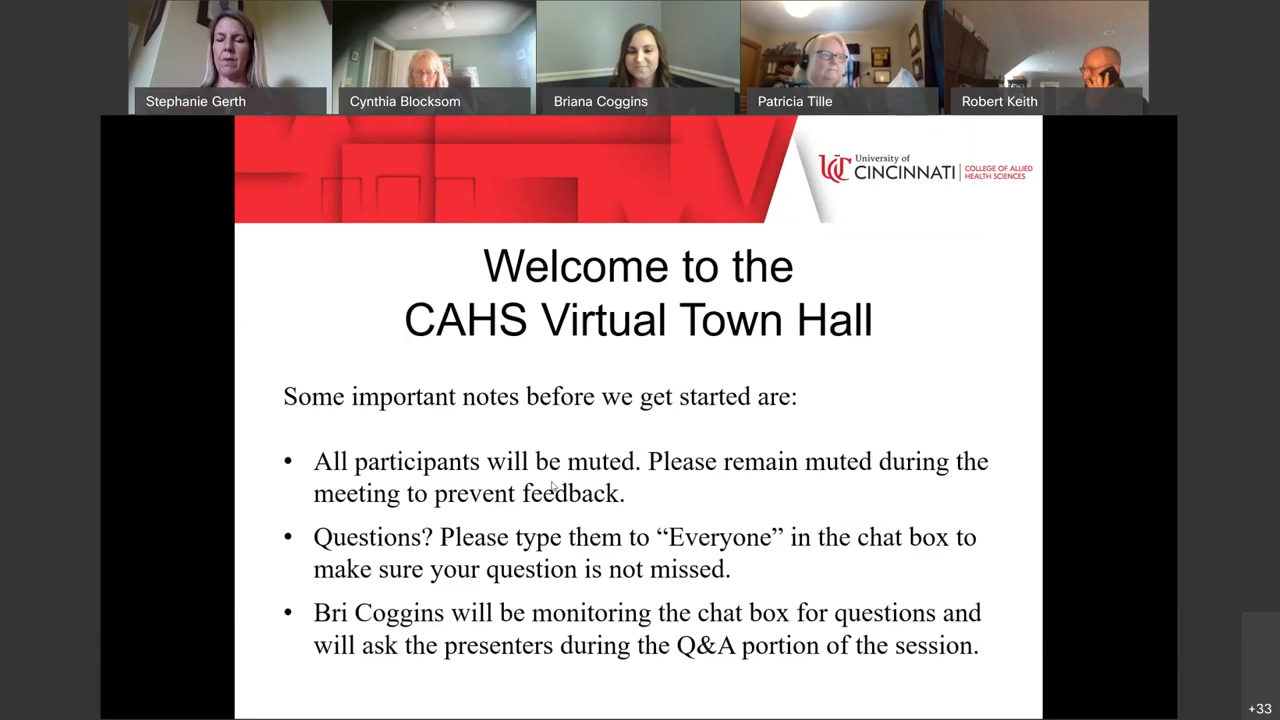 Stephanie Gerth
Cynthia Blocksom
Briana Coggins
Patricia Tille
Robert Keith
UC
University of
CINCINNATI
COLLEGE OF ALLIED
HEALTH SCIENCES
Welcome to the
CAHS Virtual Town Hall
Some important notes before we get started are:
• All participants will be muted. Please remain muted during the
meeting to prevent feedback.
• Questions? Please type them to “Everyone” in the chat box to
make sure your question is not missed.
• Bri Coggins will be monitoring the chat box for questions and
will ask the presenters during the Q&A portion of the session.
+33